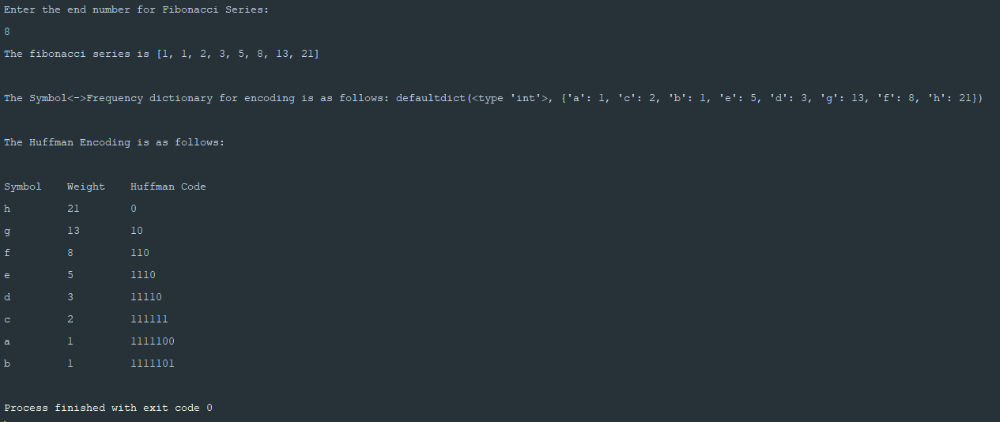 Enter the end number for Fibonacci Series:
8
The fibonacci series is [1, 1, 2, 3, 5, 8, 13, 21]
The Symbol<->Frequency dictionary for encoding is as follows: defaultdict(<type 'int'>, {'a': 1, 'c': 2, 'b': 1, 'e': 5, 'd': 3, 'g': 13, 'f': 8, 'h': 21})
The Huffman Encoding is as follows:
Symbol Weight Huffman Code
h 21 0
g 13 10
f 8 110
e 5 1110
d 3 11110
c 2 111111
a 1 1111100
b 1 1111101
Process finished with exit code 0